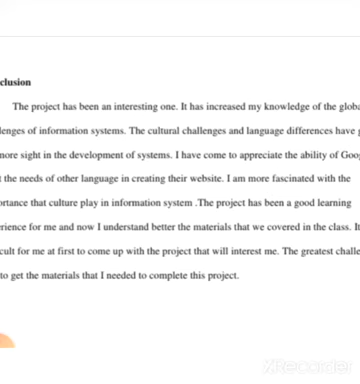 clusion
The project has been an interesting one. It has increased my knowledge of the globa
lenges of information systems. The cultural challenges and language differences have p
more sight in the development of systems. I have come to appreciate the ability of Goog
t the needs of other language in creating their website. I am more fascinated with the
ortance that culture play in information system .The project has been a good learning
rience for me and now I understand better the materials that we covered in the class. It
cult for me at first to come up with the project that will interest me. The greatest challe
to get the materials that I needed to complete this project.
XRecorder